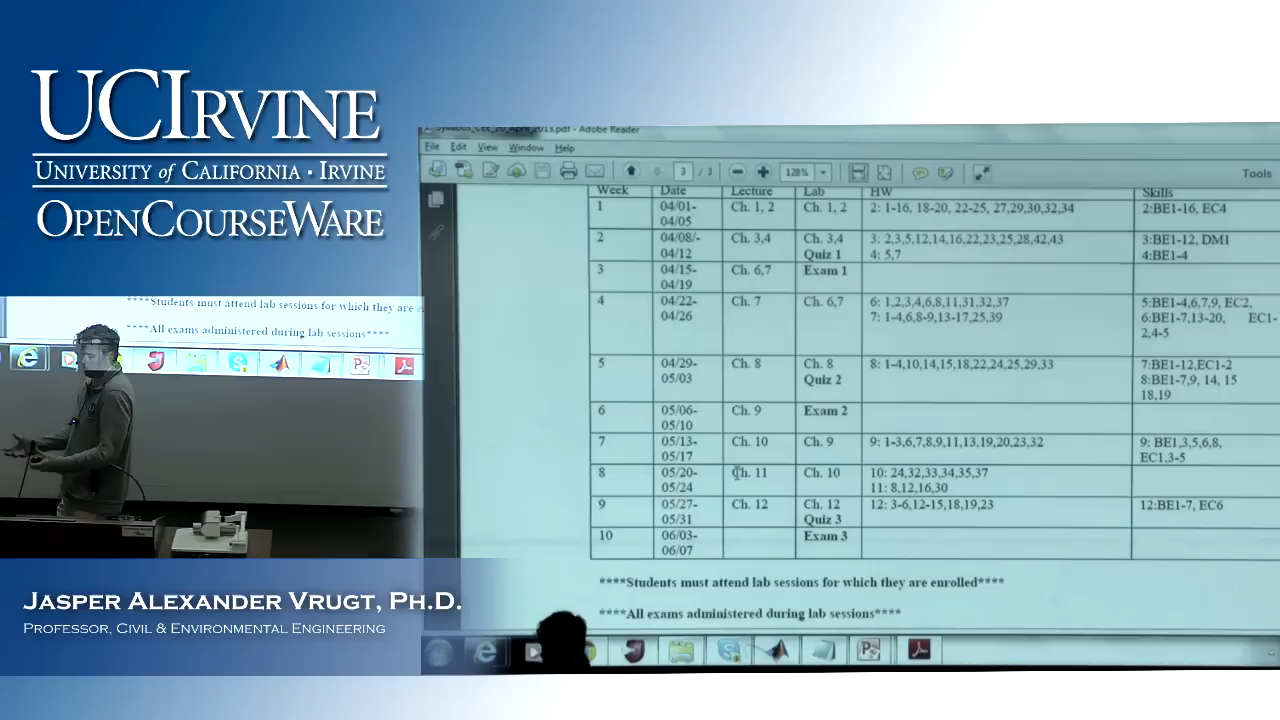 UCIRVINE
UNIVERSITY of CALIFORNIA • IRVINE
OPENCOURSEWARE
****Students must attend lab sessions for which they are e
****All exams administered during lab sessions****
JASPER ALEXANDER VRUGT, PH.D.
PROFESSOR, CIVIL & ENVIRONMENTAL ENGINEERING
2013.pdf - Adobe Reader
File Edit View Window Help
3 / 3 128% Tools
Week Date Lecture Lab HW Skills
1 04/01- Ch. 1, 2 Ch. 1, 2 2: 1-16, 18-20, 22-25, 27,29,30,32,34 2:BE1-16, EC4
04/05
2 04/08/- Ch. 3,4 Ch. 3,4 3: 2,3,5,12,14,16,22,23,25,28,42,43 3:BE1-12, DM1
04/12 Quiz 1 4: 5,7 4:BE1-4
3 04/15- Ch. 6,7 Exam 1
04/19
4 04/22- Ch. 7 Ch. 6,7 6: 1,2,3,4,6,8,11,31,32,37 5:BE1-4,6,7,9, EC2,
04/26 7: 1-4,6,8-9,13-17,25,39 6:BE1-7,13-20, EC1-
2,4-5
5 04/29- Ch. 8 Ch. 8 8: 1-4,10,14,15,18,22,24,25,29,33 7:BE1-12,EC1-2
05/03 Quiz 2 8:BE1-7,9, 14, 15
18,19
6 05/06- Ch. 9 Exam 2
05/10
7 05/13- Ch. 10 Ch. 9 9: 1-3,6,7,8,9,11,13,19,20,23,32 9: BE1,3,5,6,8,
05/17 EC1,3-5
8 05/20- Ch. 11 Ch. 10 10: 24,32,33,34,35,37
05/24 11: 8,12,16,30
9 05/27- Ch. 12 Ch. 12 12: 3-6,12-15,18,19,23 12:BE1-7, EC6
05/31 Quiz 3
10 06/03- Exam 3
06/07
****Students must attend lab sessions for which they are enrolled****
****All exams administered during lab sessions****